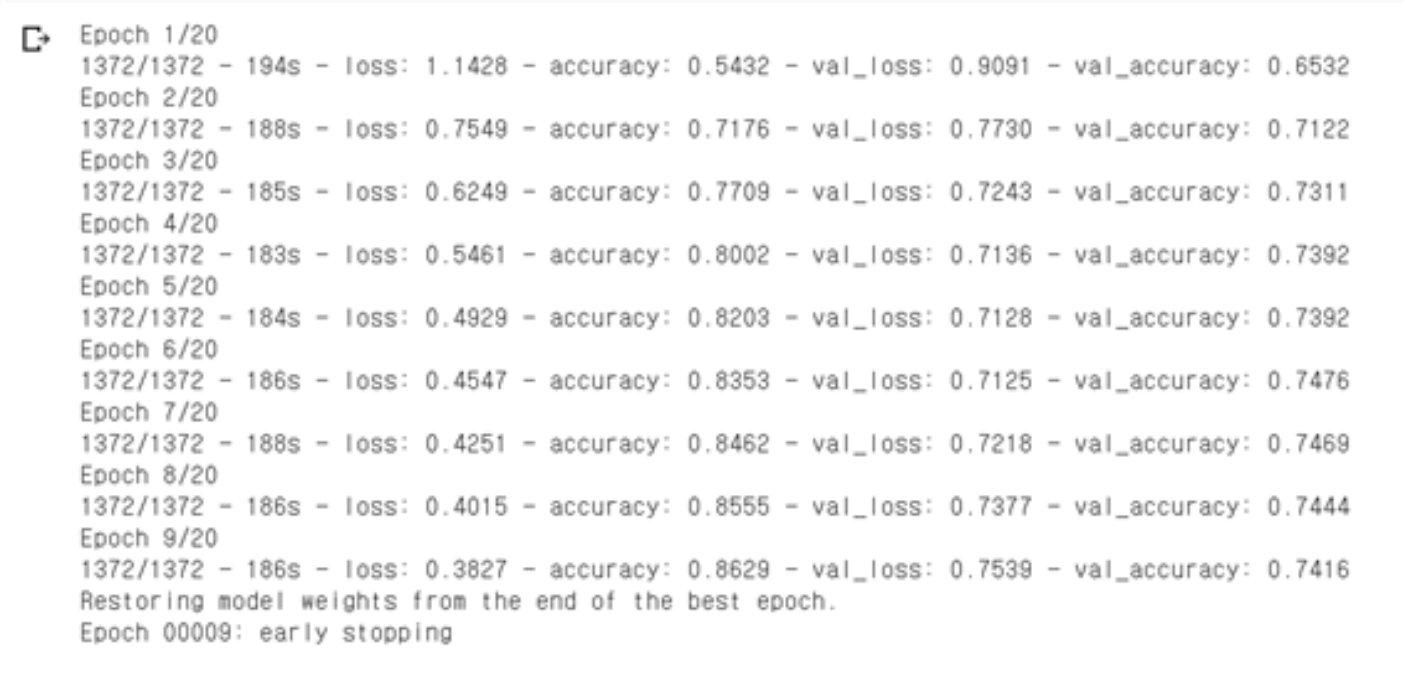 Epoch 1/20
1372/1372 - 194s - loss: 1.1428 - accuracy: 0.5432 - val_loss: 0.9091 - val_accuracy: 0.6532
Epoch 2/20
1372/1372 - 188s - loss: 0.7549 - accuracy: 0.7176 - val_loss: 0.7730 - val_accuracy: 0.7122
Epoch 3/20
1372/1372 - 185s - loss: 0.6249 - accuracy: 0.7709 - val_loss: 0.7243 - val_accuracy: 0.7311
Epoch 4/20
1372/1372 - 183s - loss: 0.5461 - accuracy: 0.8002 - val_loss: 0.7136 - val_accuracy: 0.7392
Epoch 5/20
1372/1372 - 184s - loss: 0.4929 - accuracy: 0.8203 - val_loss: 0.7128 - val_accuracy: 0.7392
Epoch 6/20
1372/1372 - 186s - loss: 0.4547 - accuracy: 0.8353 - val_loss: 0.7125 - val_accuracy: 0.7476
Epoch 7/20
1372/1372 - 188s - loss: 0.4251 - accuracy: 0.8462 - val_loss: 0.7218 - val_accuracy: 0.7469
Epoch 8/20
1372/1372 - 186s - loss: 0.4015 - accuracy: 0.8555 - val_loss: 0.7377 - val_accuracy: 0.7444
Epoch 9/20
1372/1372 - 186s - loss: 0.3827 - accuracy: 0.8629 - val_loss: 0.7539 - val_accuracy: 0.7416
Restoring model weights from the end of the best epoch.
Epoch 00009: early stopping